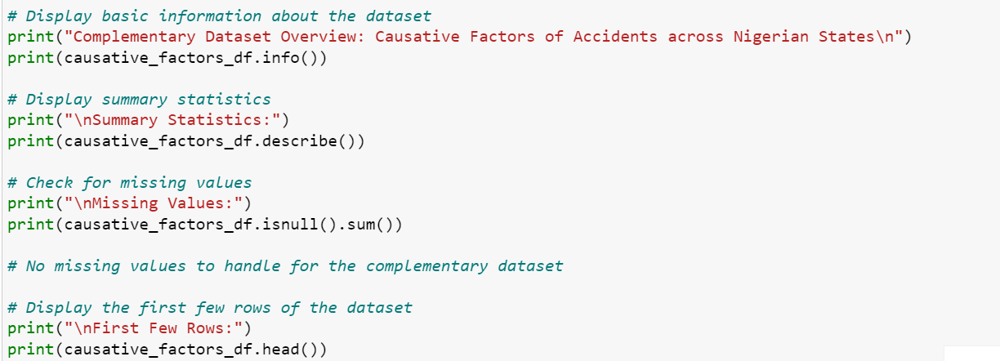 # Display basic information about the dataset
print("Complementary Dataset Overview: Causative Factors of Accidents across Nigerian States\n")
print(causative_factors_df.info())
# Display summary statistics
print("\nSummary Statistics:")
print(causative_factors_df.describe())
# Check for missing values
print("\nMissing Values:")
print(causative_factors_df.isnull().sum())
# No missing values to handle for the complementary dataset
# Display the first few rows of the dataset
print("\nFirst Few Rows:")
print(causative_factors_df.head())